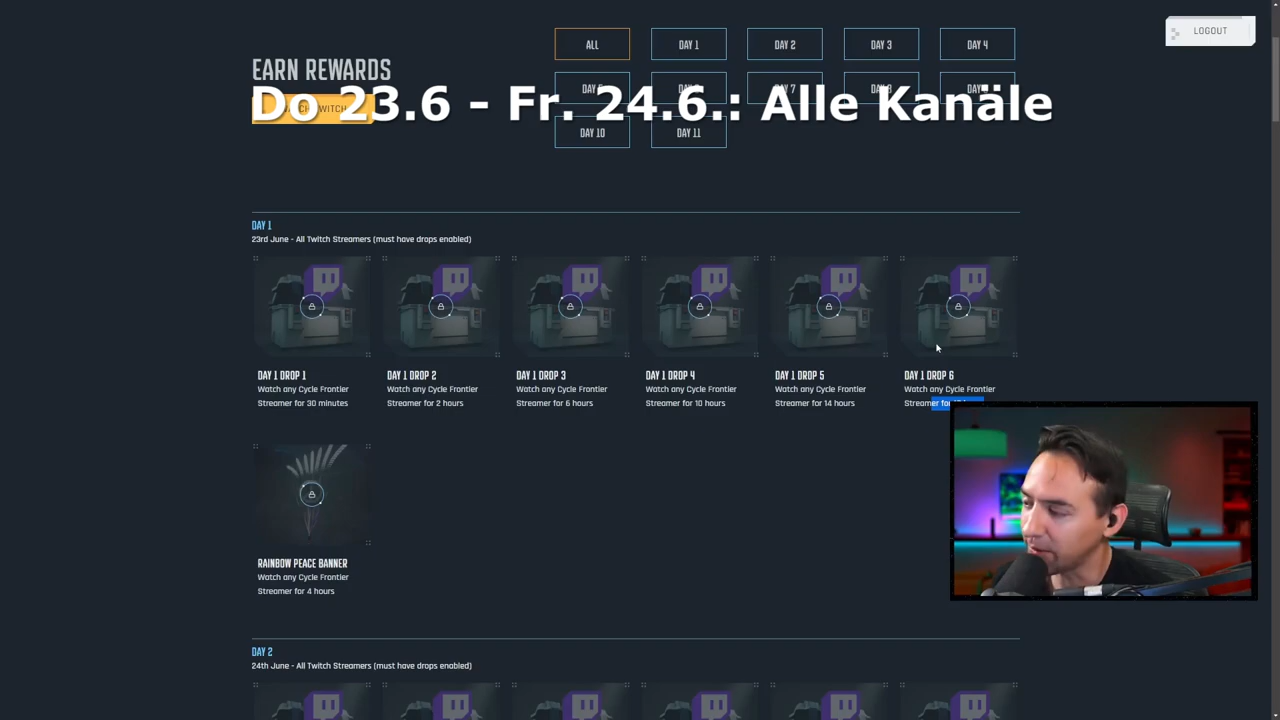 LOGOUT
ALL
DAY 1
DAY 2
DAY 3
DAY 4
EARN REWARDS
DAY 7
Do 23.6 - Fr. 24.6.: Alle Kanäle
DAY 10
DAY 11
DAY 1
23rd June - All Twitch Streamers (must have drops enabled)
DAY 1 DROP 1
Watch any Cycle Frontier
Streamer for 30 minutes
DAY 1 DROP 2
Watch any Cycle Frontier
Streamer for 2 hours
DAY 1 DROP 3
Watch any Cycle Frontier
Streamer for 6 hours
DAY 1 DROP 4
Watch any Cycle Frontier
Streamer for 10 hours
DAY 1 DROP 5
Watch any Cycle Frontier
Streamer for 14 hours
DAY 1 DROP 6
Watch any Cycle Frontier
Streamer for
RAINBOW PEACE BANNER
Watch any Cycle Frontier
Streamer for 4 hours
DAY 2
24th June - All Twitch Streamers (must have drops enabled)